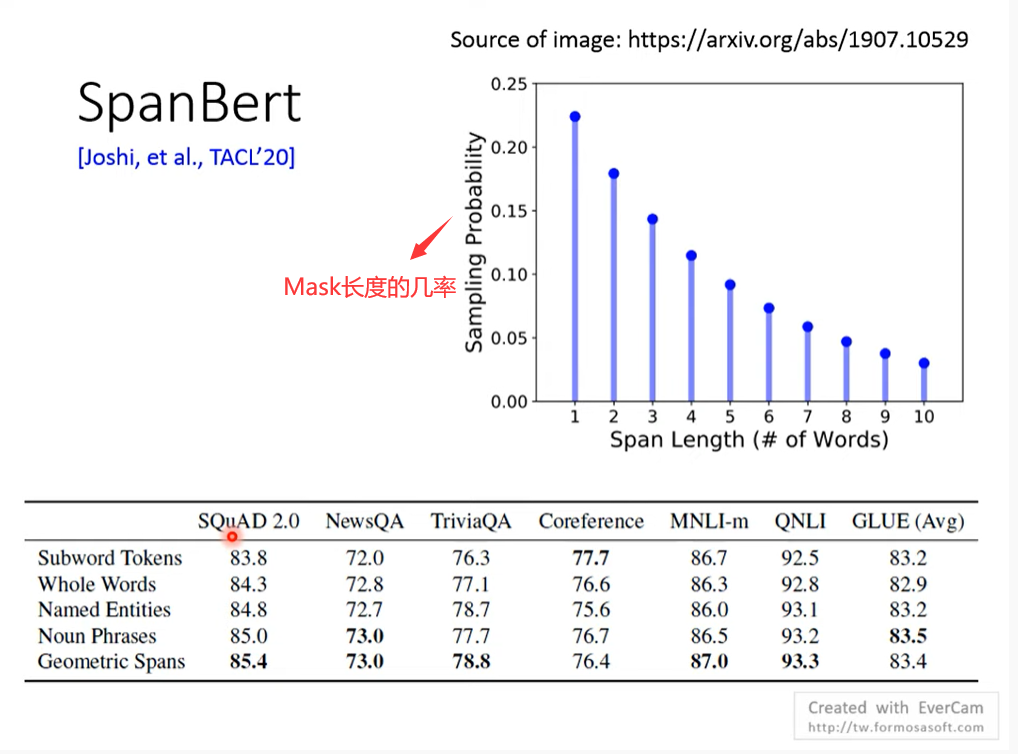 Source of image: https://arxiv.org/abs/1907.10529
SpanBert
[Joshi, et al., TACL’20]
Mask长度的几率
Sampling Probability
0.25
0.20
0.15
0.10
0.05
0.00
1 2 3 4 5 6 7 8 9 10
Span Length (# of Words)
SQuAD 2.0 NewsQA TriviaQA Coreference MNLI-m QNLI GLUE (Avg)
Subword Tokens 83.8 72.0 76.3 77.7 86.7 92.5 83.2
Whole Words 84.3 72.8 77.1 76.6 86.3 92.8 82.9
Named Entities 84.8 72.7 78.7 75.6 86.0 93.1 83.2
Noun Phrases 85.0 73.0 77.7 76.7 86.5 93.2 83.5
Geometric Spans 85.4 73.0 78.8 76.4 87.0 93.3 83.4
Created with EverCam
http://tw.formosasoft.com